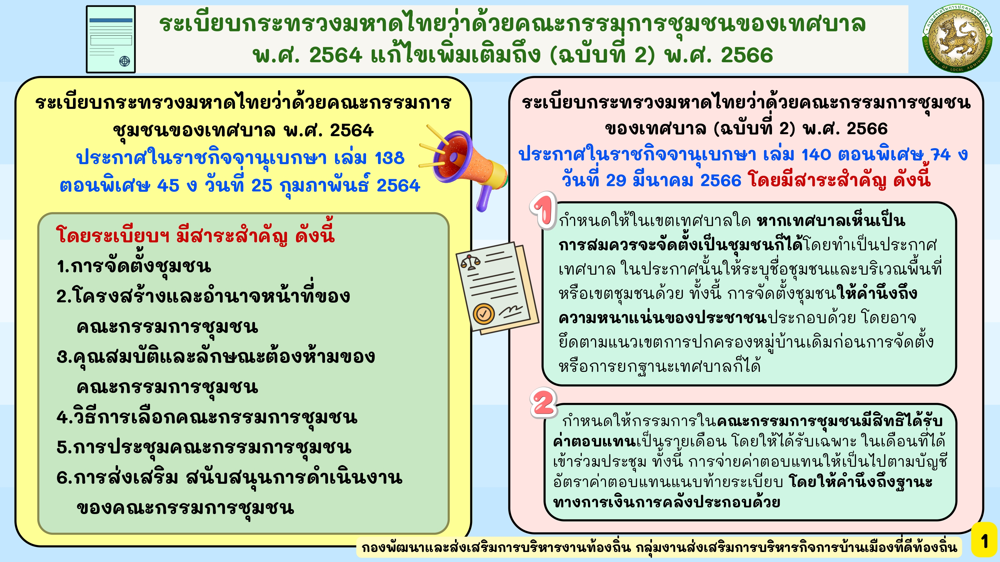 ระเบียบกระทรวงมหาดไทยว่าด้วยคณะกรรมการชุมชนของเทศบาล
พ.ศ. 2564 แก้ไขเพิ่มเติมถึง (ฉบับที่ 2) พ.ศ. 2566
กรมส่งเสริมการปกครองท้องถิ่น
DEPARTMENT OF LOCAL ADMINISTRATION
ระเบียบกระทรวงมหาดไทยว่าด้วยคณะกรรมการ
ชุมชนของเทศบาล พ.ศ. 2564
ประกาศในราชกิจจานุเบกษา เล่ม 138
ตอนพิเศษ 45 ง วันที่ 25 กุมภาพันธ์ 2564
โดยระเบียบฯ มีสาระสำคัญ ดังนี้
1.การจัดตั้งชุมชน
2.โครงสร้างและอำนาจหน้าที่ของ
คณะกรรมการชุมชน
3.คุณสมบัติและลักษณะต้องห้ามของ
คณะกรรมการชุมชน
4.วิธีการเลือกคณะกรรมการชุมชน
5.การประชุมคณะกรรมการชุมชน
6.การส่งเสริม สนับสนุนการดำเนินงาน
ของคณะกรรมการชุมชน
ระเบียบกระทรวงมหาดไทยว่าด้วยคณะกรรมการชุมชน
ของเทศบาล (ฉบับที่ 2) พ.ศ. 2566
ประกาศในราชกิจจานุเบกษา เล่ม 140 ตอนพิเศษ 74 ง
วันที่ 29 มีนาคม 2566 โดยมีสาระสำคัญ ดังนี้
1
กำหนดให้ในเขตเทศบาลใด หากเทศบาลเห็นเป็น
การสมควรจะจัดตั้งเป็นชุมชนก็ได้โดยทำเป็นประกาศ
เทศบาล ในประกาศนั้นให้ระบุชื่อชุมชนและบริเวณพื้นที่
หรือเขตชุมชนด้วย ทั้งนี้ การจัดตั้งชุมชนให้คำนึงถึง
ความหนาแน่นของประชาชนประกอบด้วย โดยอาจ
ยึดตามแนวเขตการปกครองหมู่บ้านเดิมก่อนการจัดตั้ง
หรือการยกฐานะเทศบาลก็ได้
2
กำหนดให้กรรมการในคณะกรรมการชุมชนมีสิทธิได้รับ
ค่าตอบแทนเป็นรายเดือน โดยให้ได้รับเฉพาะ ในเดือนที่ได้
เข้าร่วมประชุม ทั้งนี้ การจ่ายค่าตอบแทนให้เป็นไปตามบัญชี
อัตราค่าตอบแทนแนบท้ายระเบียบ โดยให้คำนึงถึงฐานะ
ทางการเงินการคลังประกอบด้วย
กองพัฒนาและส่งเสริมการบริหารงานท้องถิ่น กลุ่มงานส่งเสริมการบริหารกิจการบ้านเมืองที่ดีท้องถิ่น
1